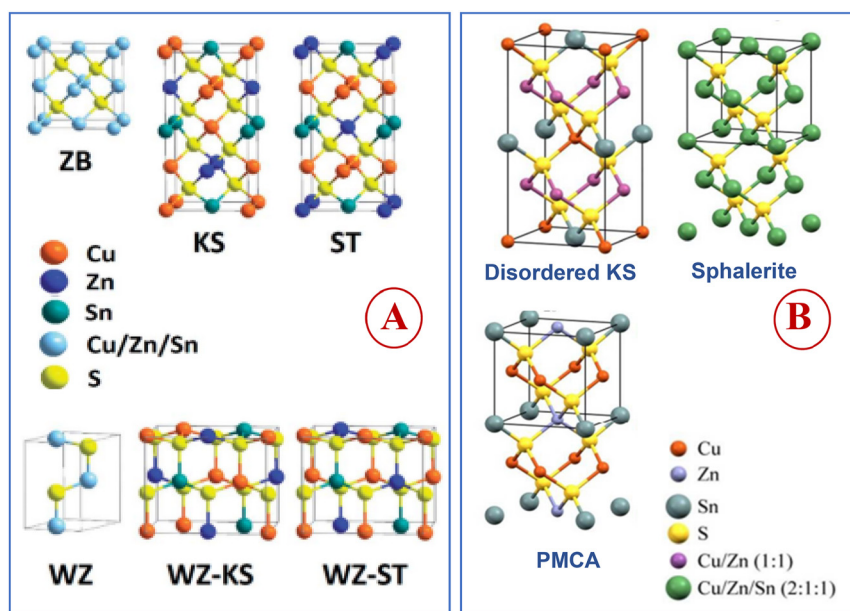 ZB
KS
ST
Cu
Zn
Sn
Cu/Zn/Sn
S
A
WZ
WZ-KS
WZ-ST
B
Disordered KS
Sphalerite
PMCA
Cu
Zn
Sn
S
Cu/Zn (1:1)
Cu/Zn/Sn (2:1:1)